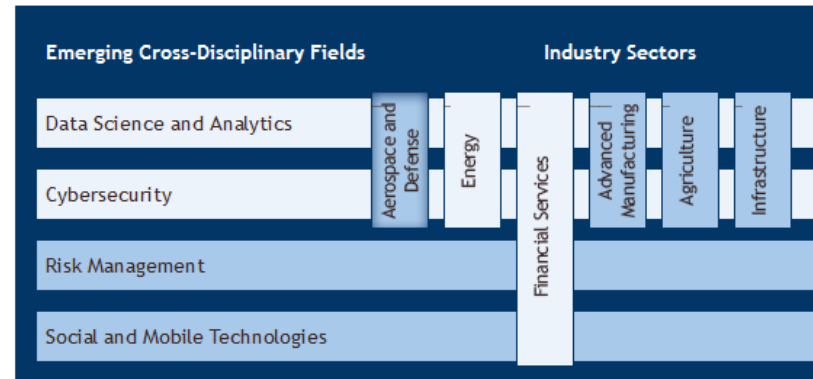 Emerging Cross-Disciplinary Fields
Industry Sectors
Data Science and Analytics
Cybersecurity
Risk Management
Social and Mobile Technologies
Aerospace and
Defense
Energy
Financial Services
Advanced
Manufacturing
Agriculture
Infrastructure